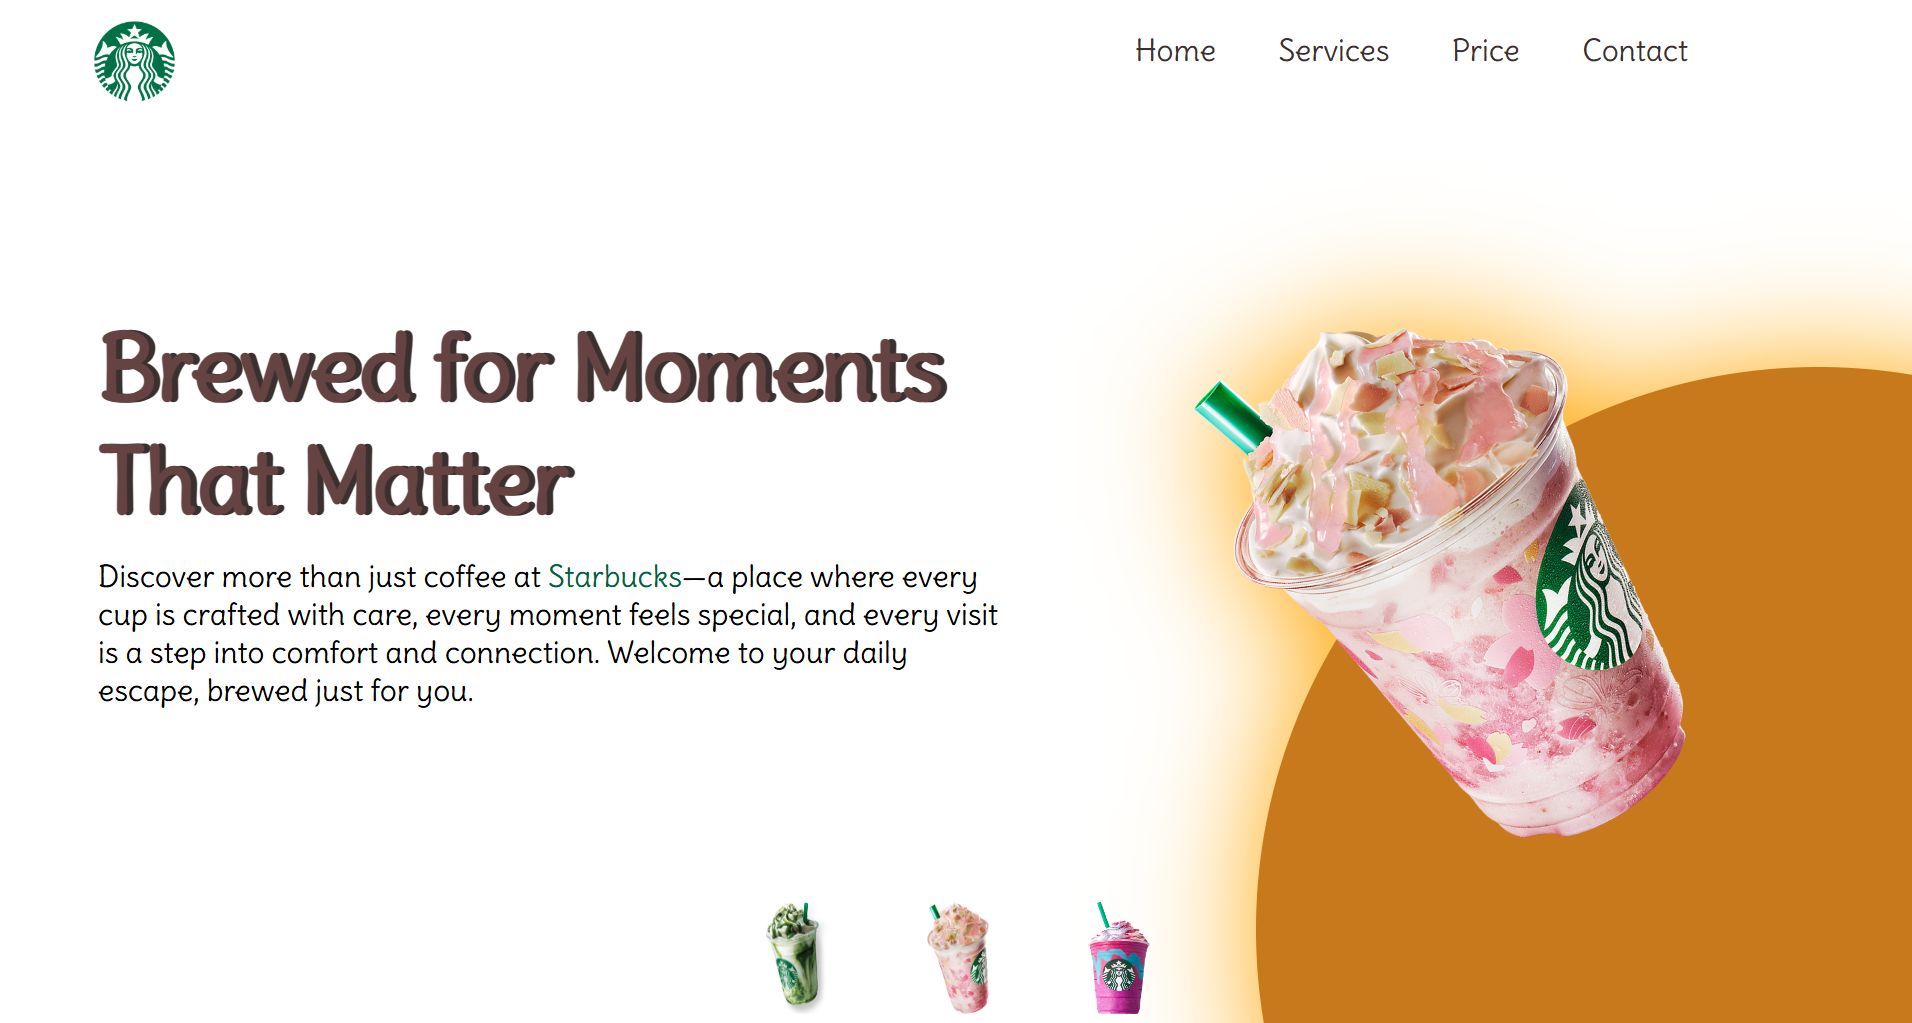 Home Services Price Contact
Brewed for Moments
That Matter
Discover more than just coffee at Starbucks—a place where every
cup is crafted with care, every moment feels special, and every visit
is a step into comfort and connection. Welcome to your daily
escape, brewed just for you.